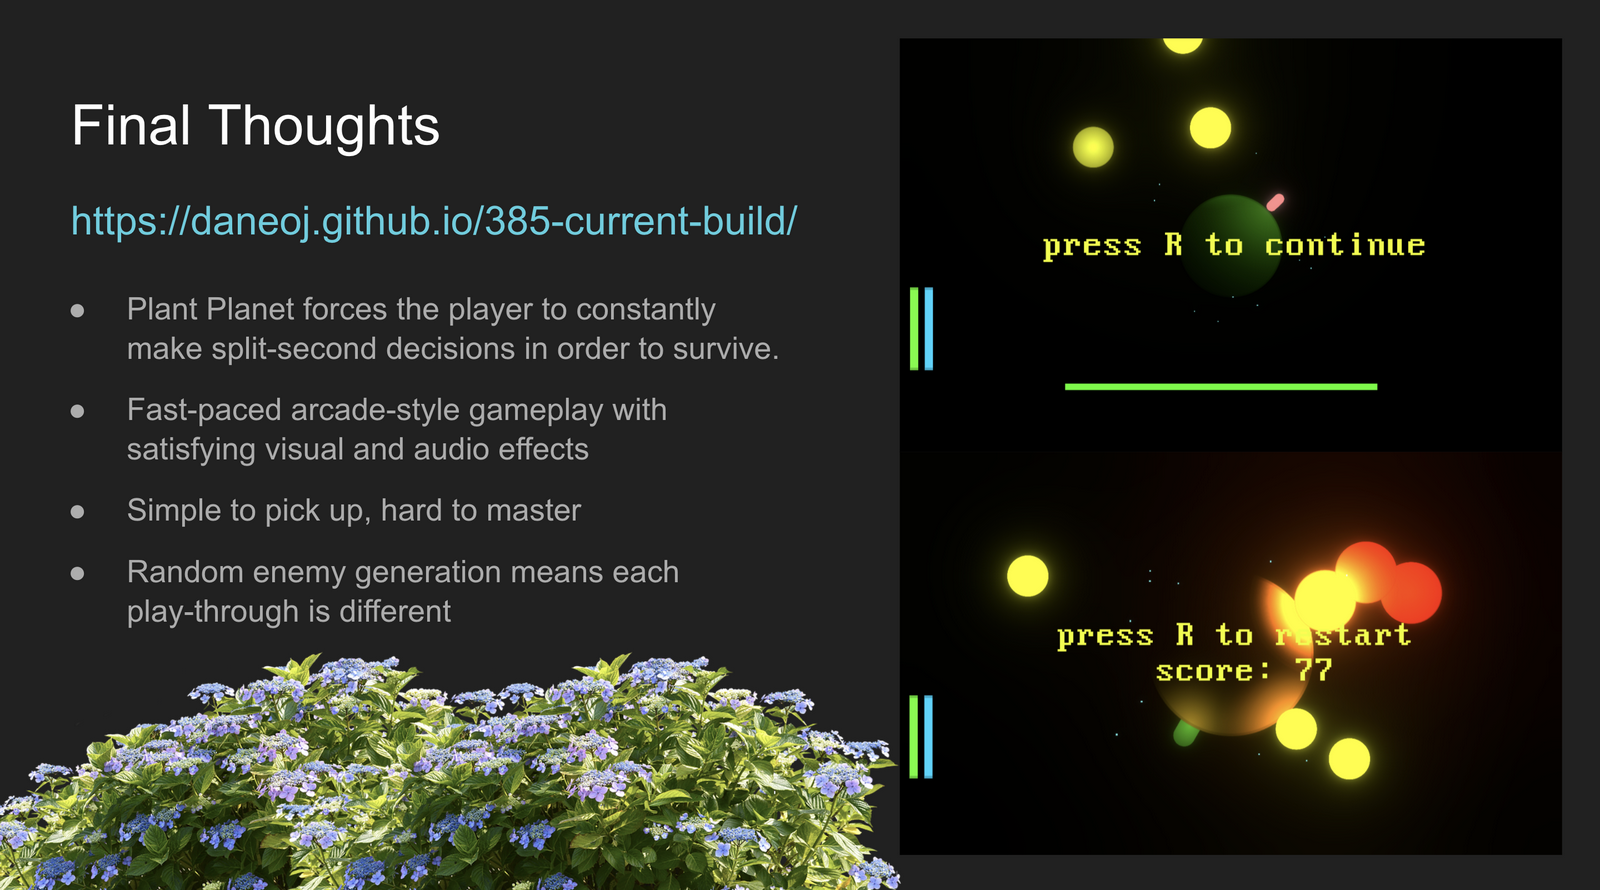 Final Thoughts
https://daneoj.github.io/385-current-build/
● Plant Planet forces the player to constantly
make split-second decisions in order to survive.
● Fast-paced arcade-style gameplay with
satisfying visual and audio effects
● Simple to pick up, hard to master
● Random enemy generation means each
play-through is different
press R to continue
press R to restart
score: 77